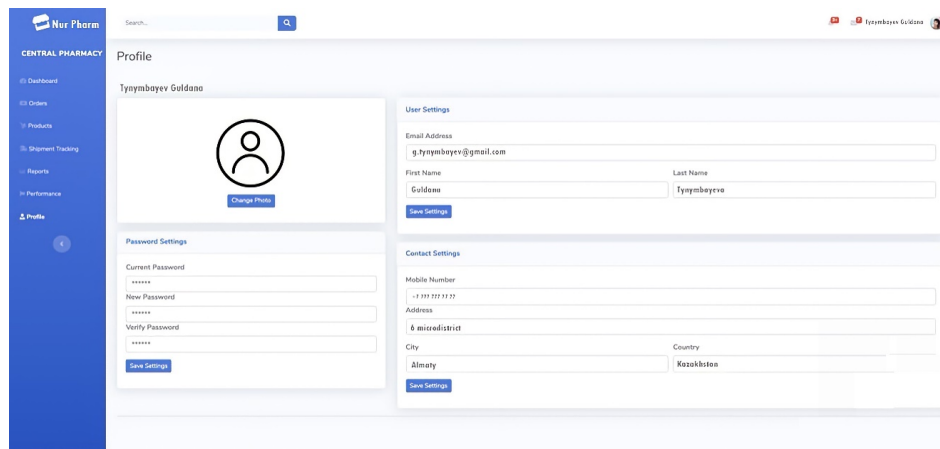 Nur Pharm
Search...
Tynymbayev Guldana
CENTRAL PHARMACY
Profile
Dashboard
Orders
Products
Shipment Tracking
Reports
Performance
Profile
Tynymbayev Guldana
Change Photo
Password Settings
Current Password
******
New Password
******
Verify Password
******
Save Settings
User Settings
Email Address
g.tynymbayev@gmail.com
First Name Last Name
Guldana Tynymbayeva
Save Settings
Contact Settings
Mobile Number
Address
6 microdistrict
City Country
Almaty Kazakhstan
Save Settings